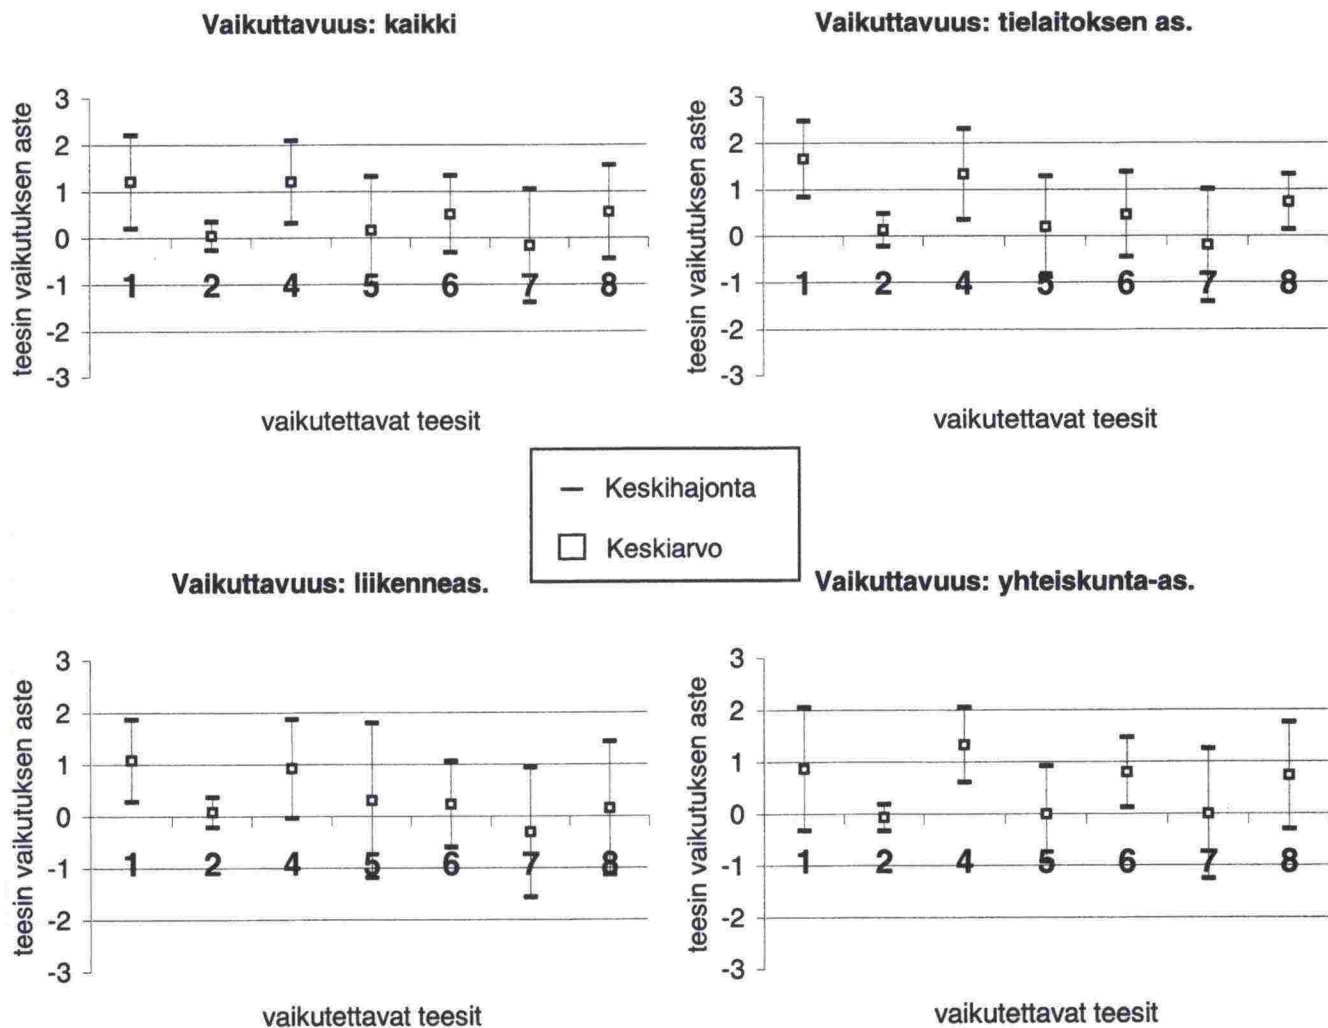 Vaikuttavuus: kaikki
teesin vaikutuksen aste
3
2
1
0
-1
-2
-3
1 2 4 5 6 7 8
vaikutettavat teesit
Vaikuttavuus: tielaitoksen as.
teesin vaikutuksen aste
3
2
1
0
-1
-2
-3
1 2 4 5 6 7 8
vaikutettavat teesit
Keskihajonta
Keskiarvo
Vaikuttavuus: liikenneas.
teesin vaikutuksen aste
3
2
1
0
-1
-2
-3
1 2 4 5 6 7 8
vaikutettavat teesit
Vaikuttavuus: yhteiskunta-as.
teesin vaikutuksen aste
3
2
1
0
-1
-2
-3
1 2 4 5 6 7 8
vaikutettavat teesit